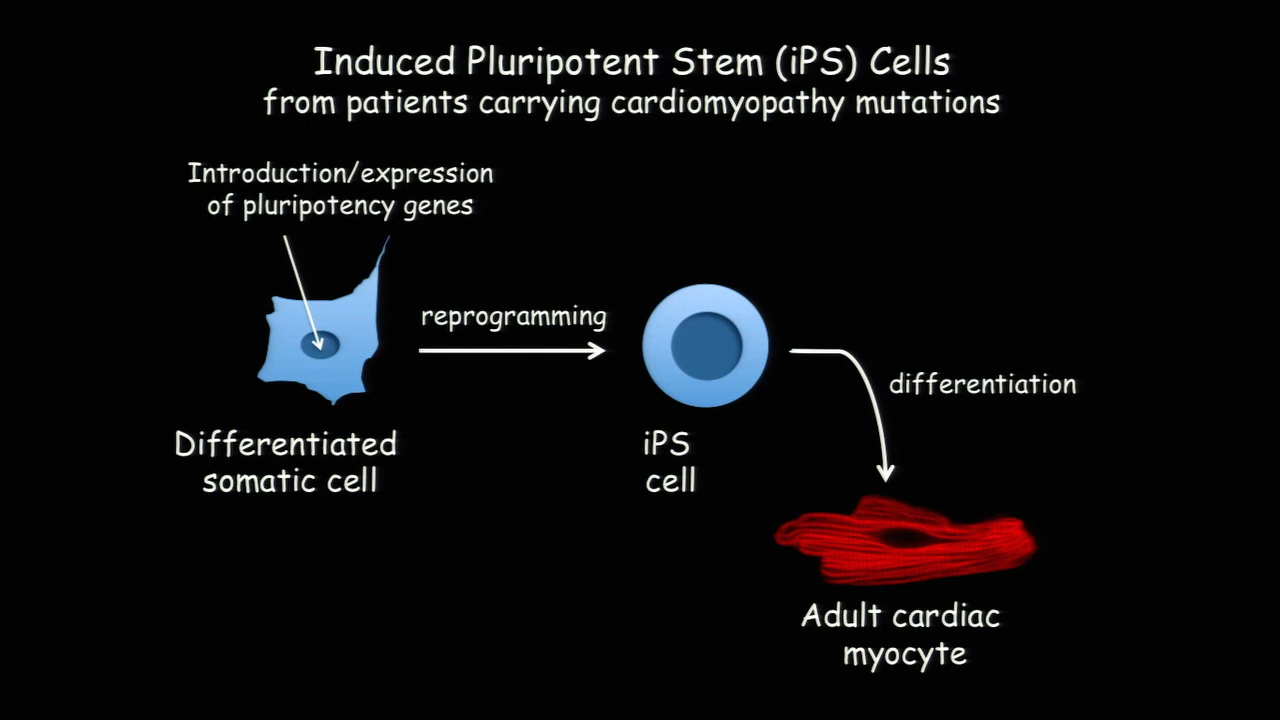 Induced Pluripotent Stem (iPS) Cells
from patients carrying cardiomyopathy mutations
Introduction/expression
of pluripotency genes
reprogramming
differentiation
Differentiated
somatic cell
iPS
cell
Adult cardiac
myocyte